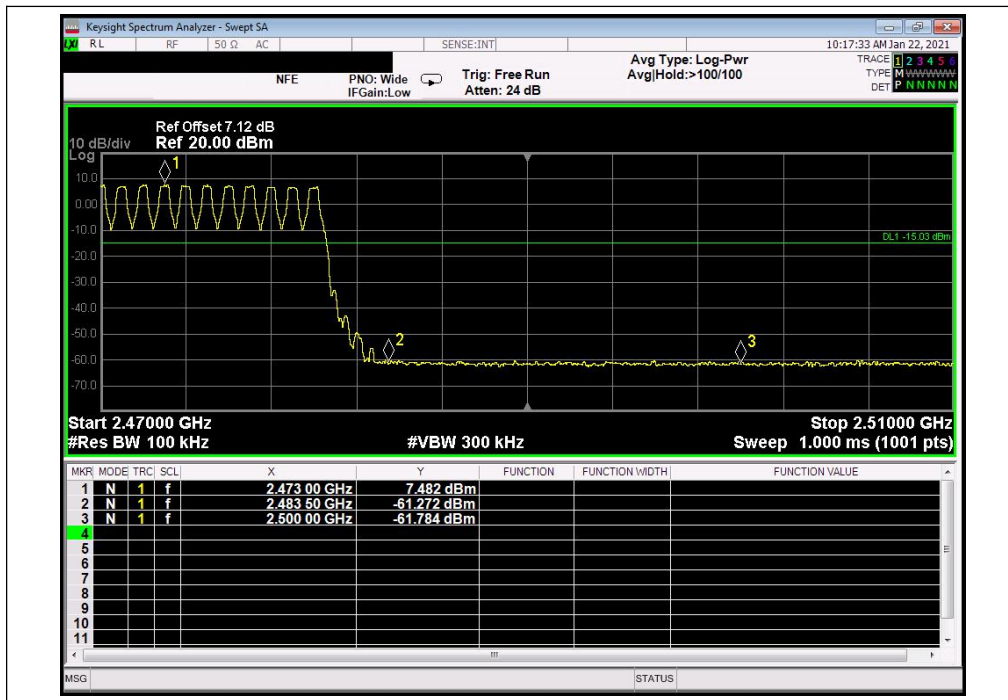 Keysight Spectrum Analyzer - Swept SA
LXI RL RF 50 Ω AC SENSE:INT 10:17:33 AM Jan 22, 2021
NFE PNO: Wide Trig: Free Run Avg Type: Log-Pwr TRACE 1 2 3 4 5 6
IFGain:Low Atten: 24 dB Avg|Hold:>100/100 TYPE M WWWWW
DET P N N N N N
Ref Offset 7.12 dB
10 dB/div Ref 20.00 dBm
Log
1
10.0
0.00
-10.0
DL1 -15.03 dBm
-20.0
-30.0
-40.0
-50.0
2 3
-60.0
-70.0
Start 2.47000 GHz Stop 2.51000 GHz
#Res BW 100 kHz #VBW 300 kHz Sweep 1.000 ms (1001 pts)
MKR MODE TRC SCL X Y FUNCTION FUNCTION WIDTH FUNCTION VALUE
1 N 1 f 2.473 00 GHz 7.482 dBm
2 N 1 f 2.483 50 GHz -61.272 dBm
3 N 1 f 2.500 00 GHz -61.784 dBm
4
5
6
7
8
9
10
11
MSG STATUS